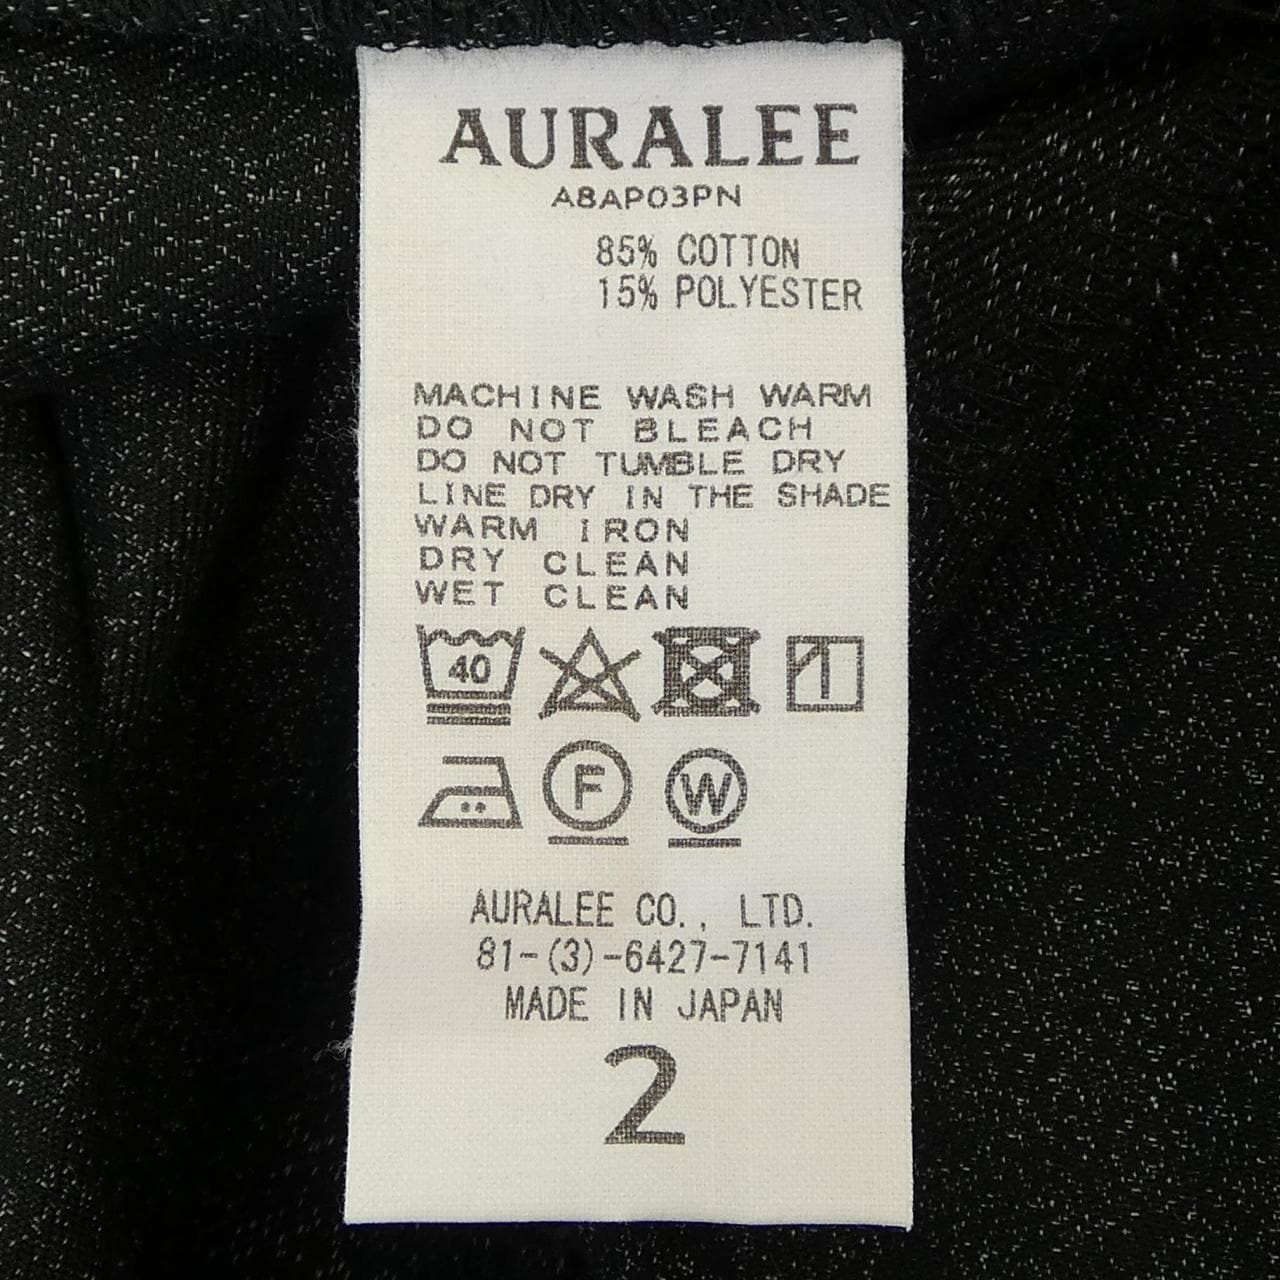 AURALEE
A8AP03PN
85% COTTON
15% POLYESTER
MACHINE WASH WARM
DO NOT BLEACH
DO NOT TUMBLE DRY
LINE DRY IN THE SHADE
WARM IRON
DRY CLEAN
WET CLEAN
40
F W
AURALEE CO., LTD.
81-(3)-6427-7141
MADE IN JAPAN
2